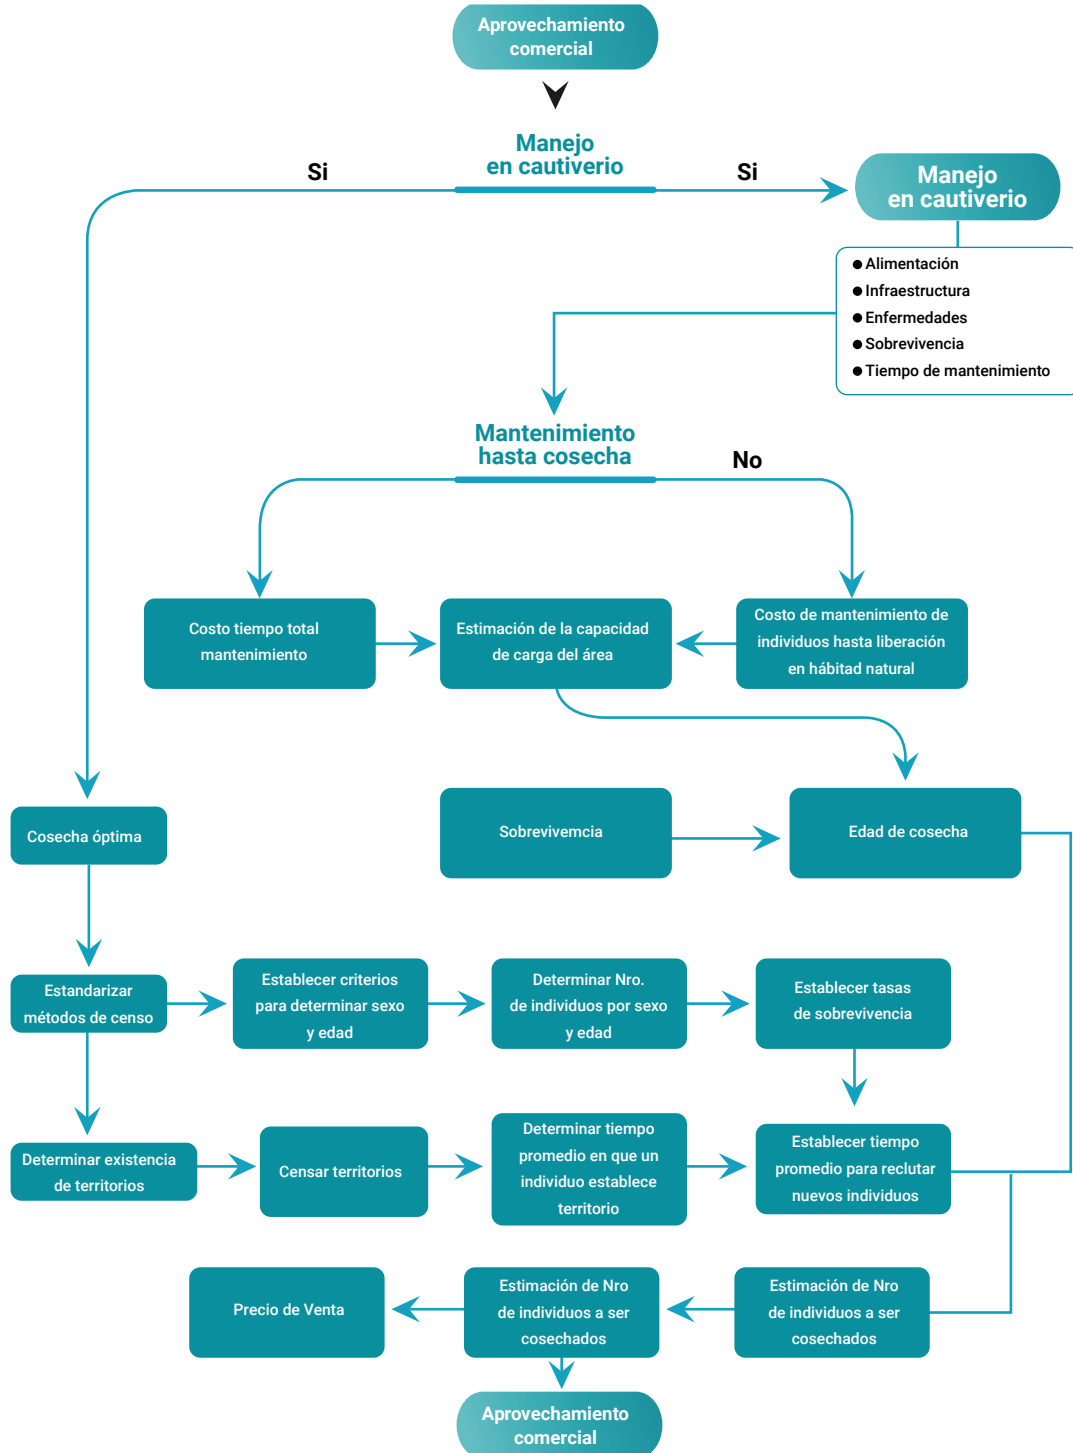 Aprovechamiento
comercial
Manejo
en cautiverio
Si
Si
Manejo
en cautiverio
● Alimentación
● Infraestructura
● Enfermedades
● Sobrevivencia
● Tiempo de mantenimiento
Mantenimiento
hasta cosecha
No
Costo tiempo total
mantenimiento
Estimación de la capacidad
de carga del área
Costo de mantenimiento de
individuos hasta liberación
en hábitad natural
Cosecha óptima
Sobrevivemcia
Edad de cosecha
Estandarizar
métodos de censo
Establecer criterios
para determinar sexo
y edad
Determinar Nro.
de individuos por sexo
y edad
Establecer tasas
de sobrevivencia
Determinar existencia
de territorios
Censar territorios
Determinar tiempo
promedio en que un
individuo establece
territorio
Establecer tiempo
promedio para reclutar
nuevos individuos
Precio de Venta
Estimación de Nro
de individuos a ser
cosechados
Estimación de Nro
de individuos a ser
cosechados
Aprovechamiento
comercial